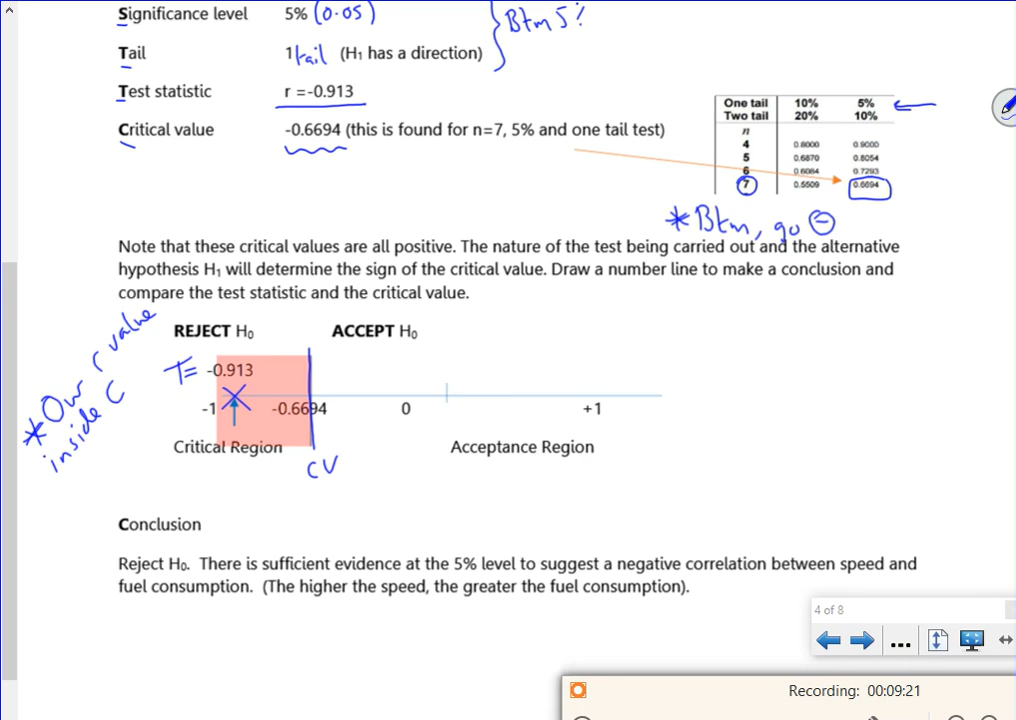 Significance level 5% (0.05)
Btm 5%
Tail 1 tail (H₁ has a direction)
Test statistic r =-0.913
Critical value -0.6694 (this is found for n=7, 5% and one tail test)
One tail 10% 5%
Two tail 20% 10%
n
4 0.8000 0.9000
5 0.6870 0.8054
6 0.6084 0.7293
7 0.5509 0.6694
*Btm, go ⊖
Note that these critical values are all positive. The nature of the test being carried out and the alternative
hypothesis H₁ will determine the sign of the critical value. Draw a number line to make a conclusion and
compare the test statistic and the critical value.
*Our r value
inside C
REJECT H₀ ACCEPT H₀
T= -0.913
-1 -0.6694 0 +1
Critical Region Acceptance Region
CV
Conclusion
Reject H₀. There is sufficient evidence at the 5% level to suggest a negative correlation between speed and
fuel consumption. (The higher the speed, the greater the fuel consumption).
4 of 8
Recording: 00:09:21